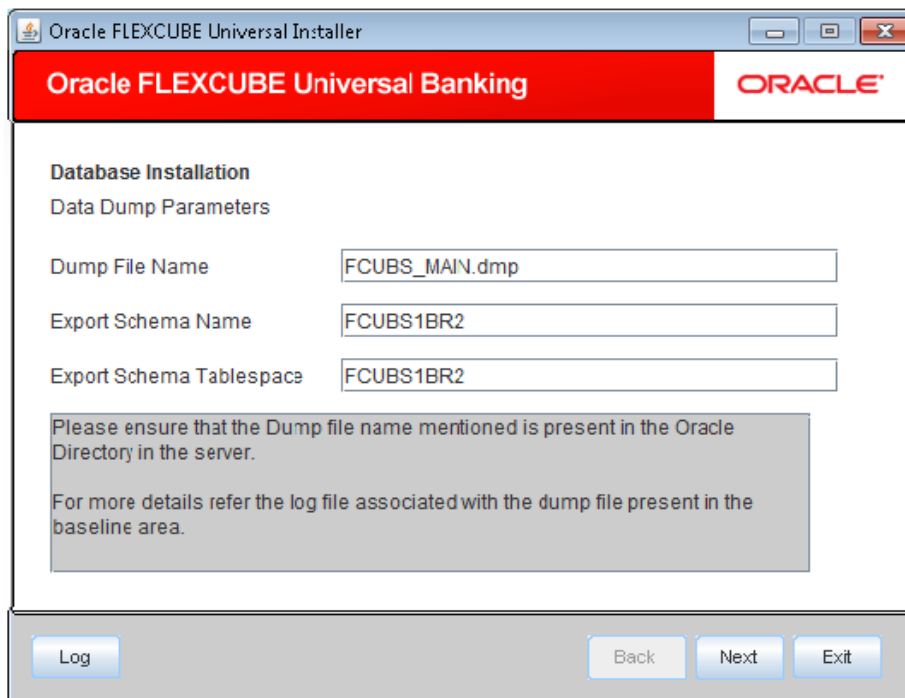 Oracle FLEXCUBE Universal Installer
Oracle FLEXCUBE Universal Banking
ORACLE®
Database Installation
Data Dump Parameters
Dump File Name FCUBS_MAIN.dmp
Export Schema Name FCUBS1BR2
Export Schema Tablespace FCUBS1BR2
Please ensure that the Dump file name mentioned is present in the Oracle
Directory in the server.
For more details refer the log file associated with the dump file present in the
baseline area.
Log Back Next Exit